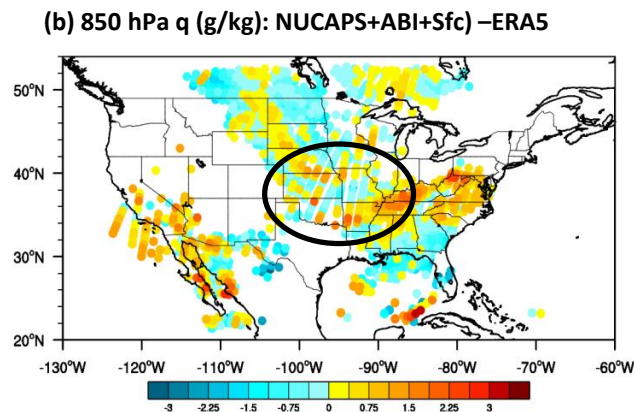 (b) 850 hPa q (g/kg): NUCAPS+ABI+Sfc) –ERA5
50°N
40°N
30°N
20°N
-130°W -120°W -110°W -100°W -90°W -80°W -70°W -60°W
-3 -2.25 -1.5 -0.75 0 0.75 1.5 2.25 3